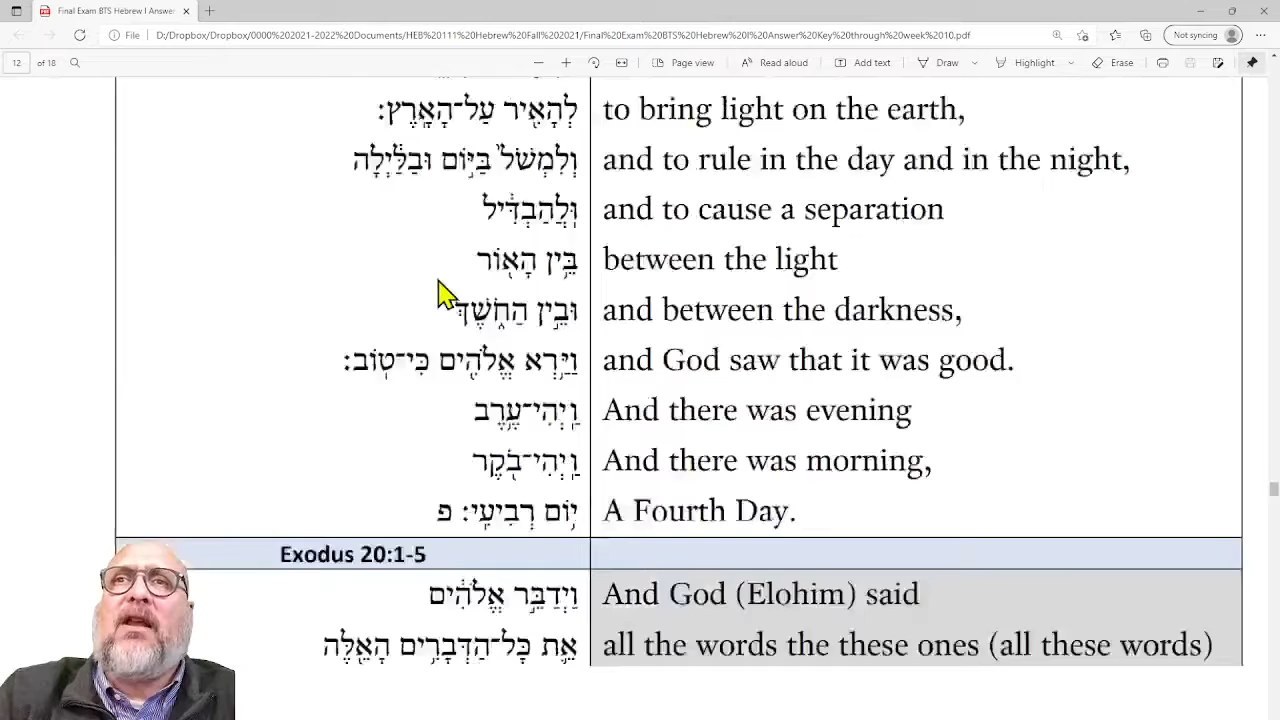 Final Exam BTS Hebrew I Answer
File D:/Dropbox/Dropbox/0000%202021-2022%20Documents/HEB%20111%20Hebrew%20Fall%202021/Final%20Exam%20BTS%20Hebrew%20I%20Answer%20Key%20through%20week%2010.pdf Not syncing
12 of 18 Page view Read aloud Add text Draw Highlight Erase
לְהָאִ֖יר עַל־הָאָֽרֶץ׃ to bring light on the earth,
וְלִמְשֹׁל֙ בַּיּ֣וֹם וּבַלַּ֔יְלָה and to rule in the day and in the night,
וּֽלֲהַבְדִּ֔יל and to cause a separation
בֵּ֥ין הָא֖וֹר between the light
וּבֵ֣ין הַחֹ֑שֶׁךְ and between the darkness,
וַיַּ֥רְא אֱלֹהִ֖ים כִּי־טֽוֹב׃ and God saw that it was good.
וַֽיְהִי־עֶ֥רֶב And there was evening
וַֽיְהִי־בֹ֖קֶר And there was morning,
י֥וֹם רְבִיעִֽי׃ פ A Fourth Day.
Exodus 20:1-5
וַיְדַבֵּ֣ר אֱלֹהִ֔ים And God (Elohim) said
אֵ֛ת כָּל־הַדְּבָרִ֥ים הָאֵ֖לֶּה all the words the these ones (all these words)